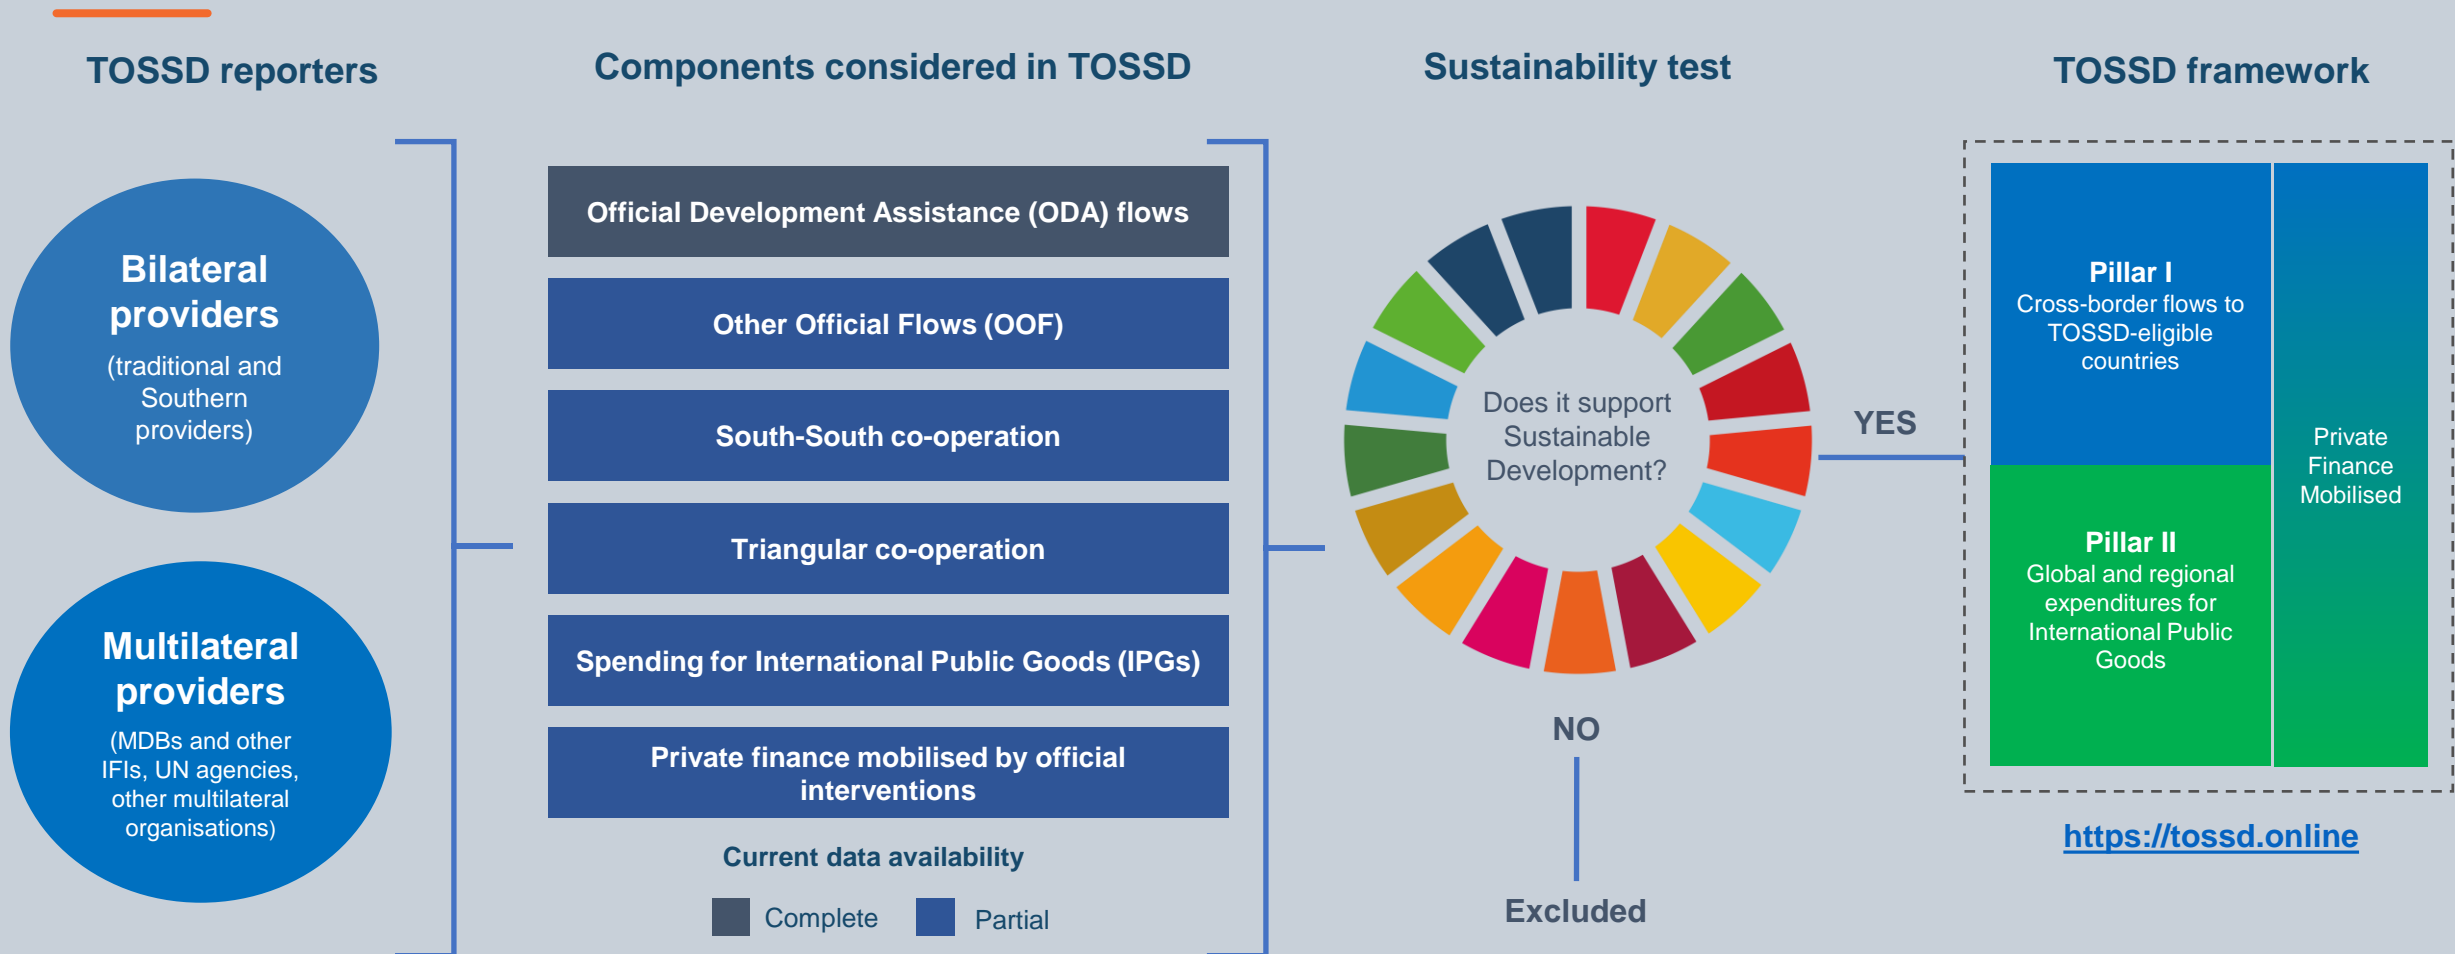 TOSSD reporters
Components considered in TOSSD
Sustainability test
TOSSD framework
Bilateral
providers
(traditional and
Southern
providers)
Multilateral
providers
(MDBs and other
IFIs, UN agencies,
other multilateral
organisations)
Official Development Assistance (ODA) flows
Other Official Flows (OOF)
South-South co-operation
Triangular co-operation
Spending for International Public Goods (IPGs)
Private finance mobilised by official
interventions
Current data availability
Complete
Partial
Does it support
Sustainable
Development?
YES
NO
Excluded
Pillar I
Cross-border flows to
TOSSD-eligible
countries
Pillar II
Global and regional
expenditures for
International Public
Goods
Private
Finance
Mobilised
https://tossd.online